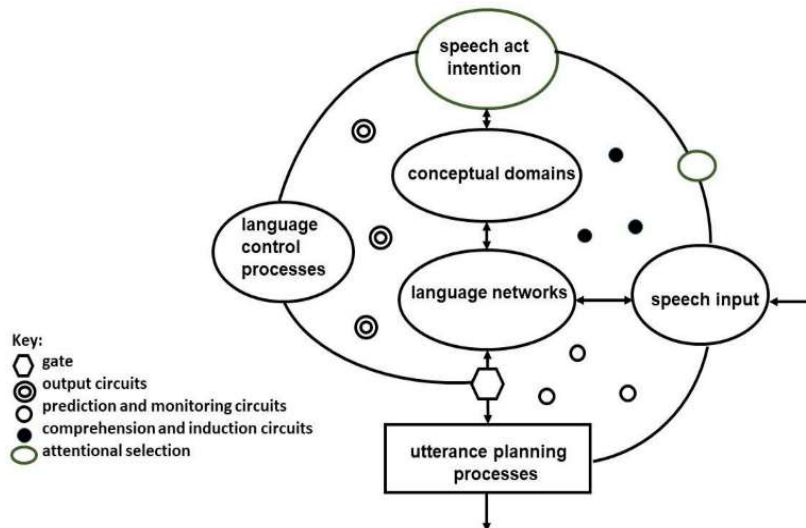 speech act
intention
conceptual domains
language
control
processes
language networks
speech input
Key:
gate
output circuits
prediction and monitoring circuits
comprehension and induction circuits
attentional selection
utterance planning
processes